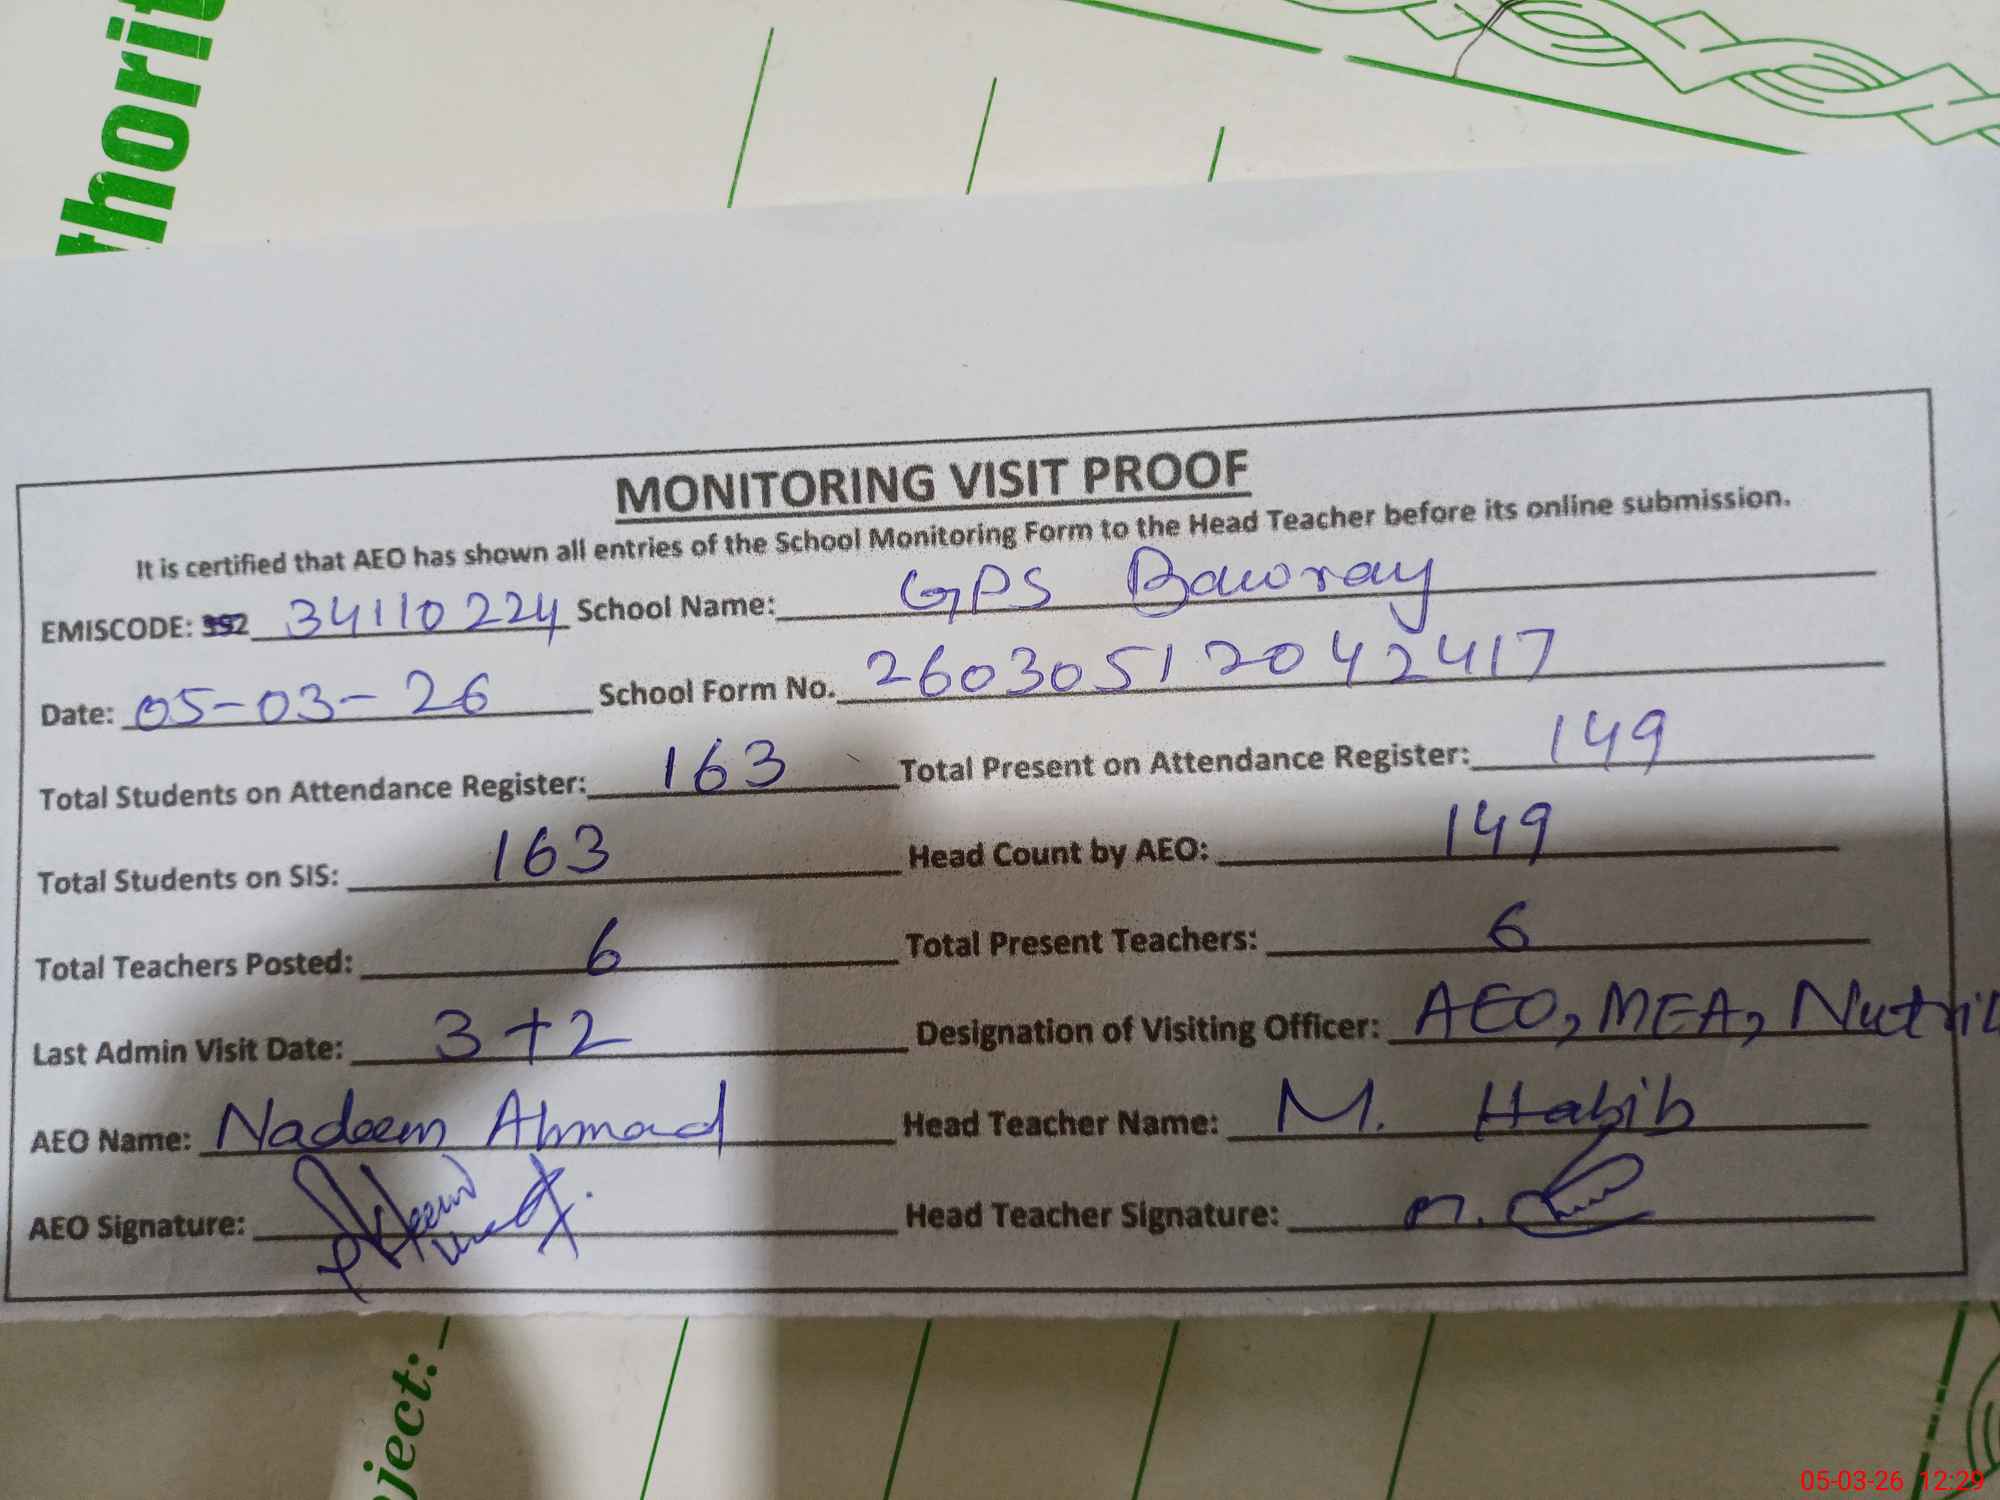 thorit
MONITORING VISIT PROOF
It is certified that AEO has shown all entries of the School Monitoring Form to the Head Teacher before its online submission.
EMISCODE: 34110224 School Name: GPS Bauoray
Date: 05-03-26 School Form No. 2603051204241​7
Total Students on Attendance Register: 163 Total Present on Attendance Register: 149
Total Students on SIS: 163 Head Count by AEO: 149
Total Teachers Posted: 6 Total Present Teachers: 6
Last Admin Visit Date: 3+2 Designation of Visiting Officer: AEO, MEA, Nutri
AEO Name: Nadeem Ahmad Head Teacher Name: M. Habib
AEO Signature: Head Teacher Signature:
ject:
05-03-26 12:29